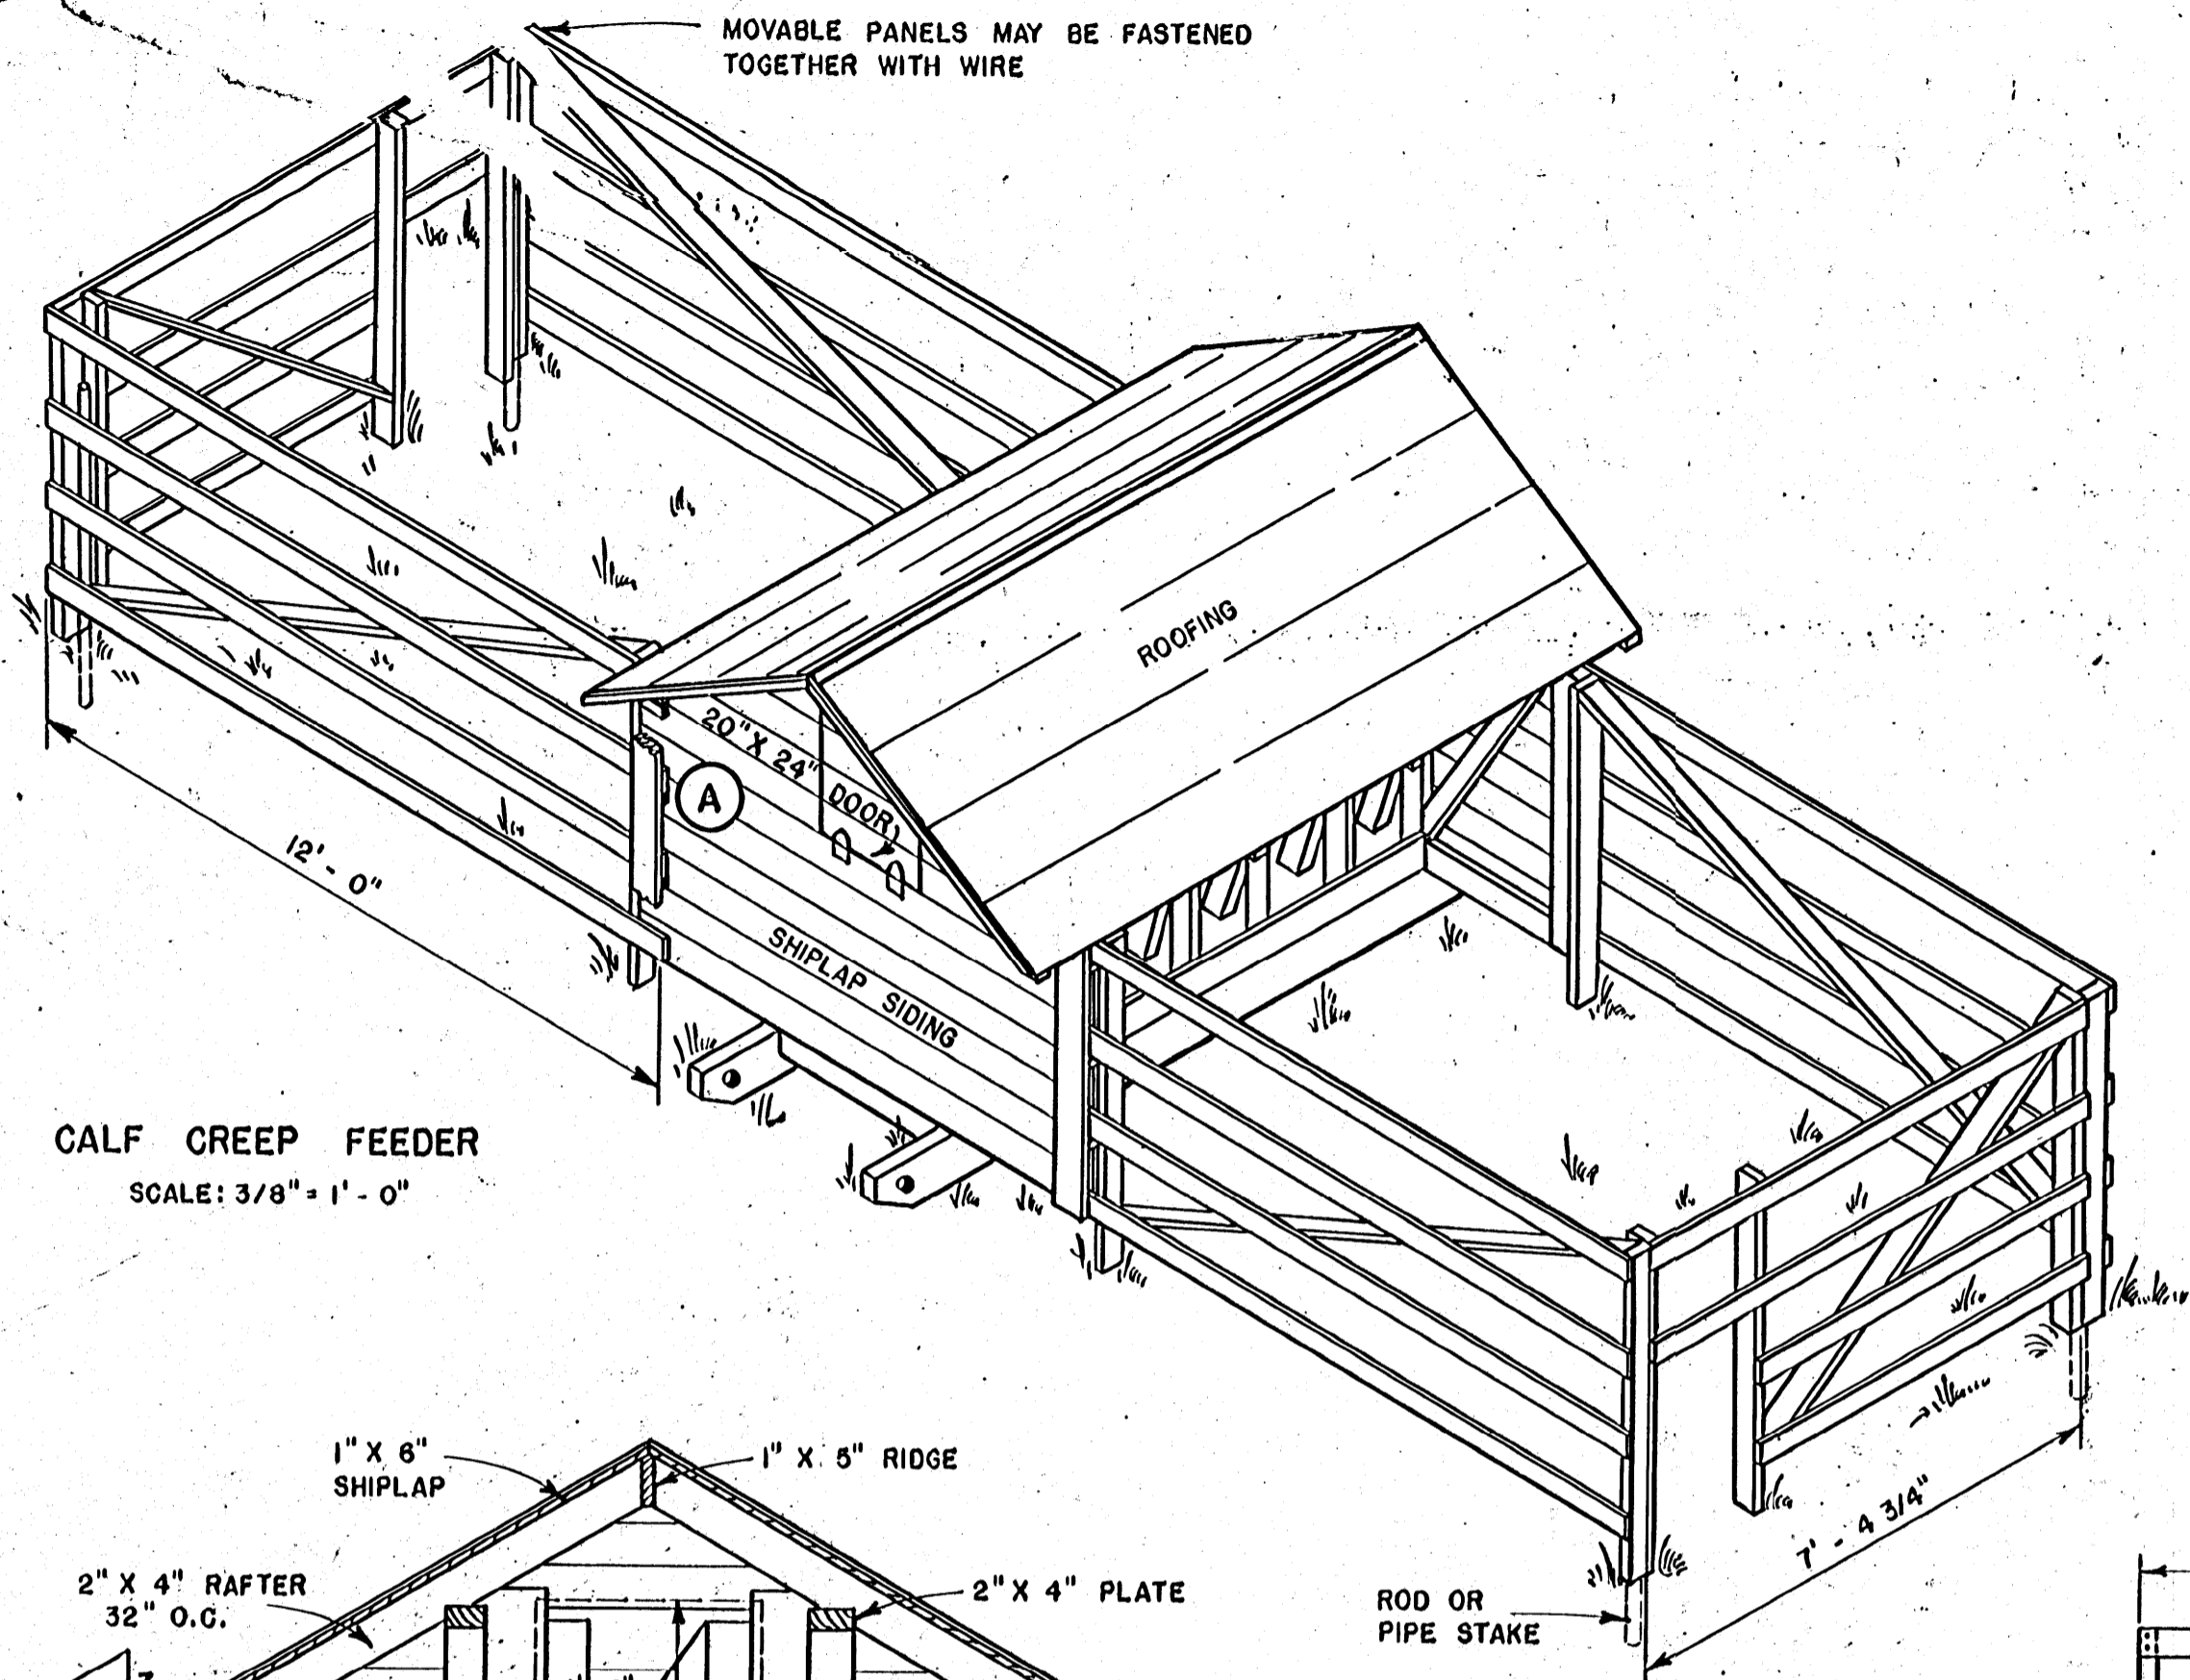 MOVABLE PANELS MAY BE FASTENED
TOGETHER WITH WIRE
ROOFING
20" X 24"
DOOR
A
SHIPLAP SIDING
12' - 0"
CALF CREEP FEEDER
SCALE: 3/8" = 1' - 0"
7' - 4 3/4"
ROD OR
PIPE STAKE
1" X 6"
SHIPLAP
1" X 5" RIDGE
2" X 4" RAFTER
32" O.C.
2" X 4" PLATE